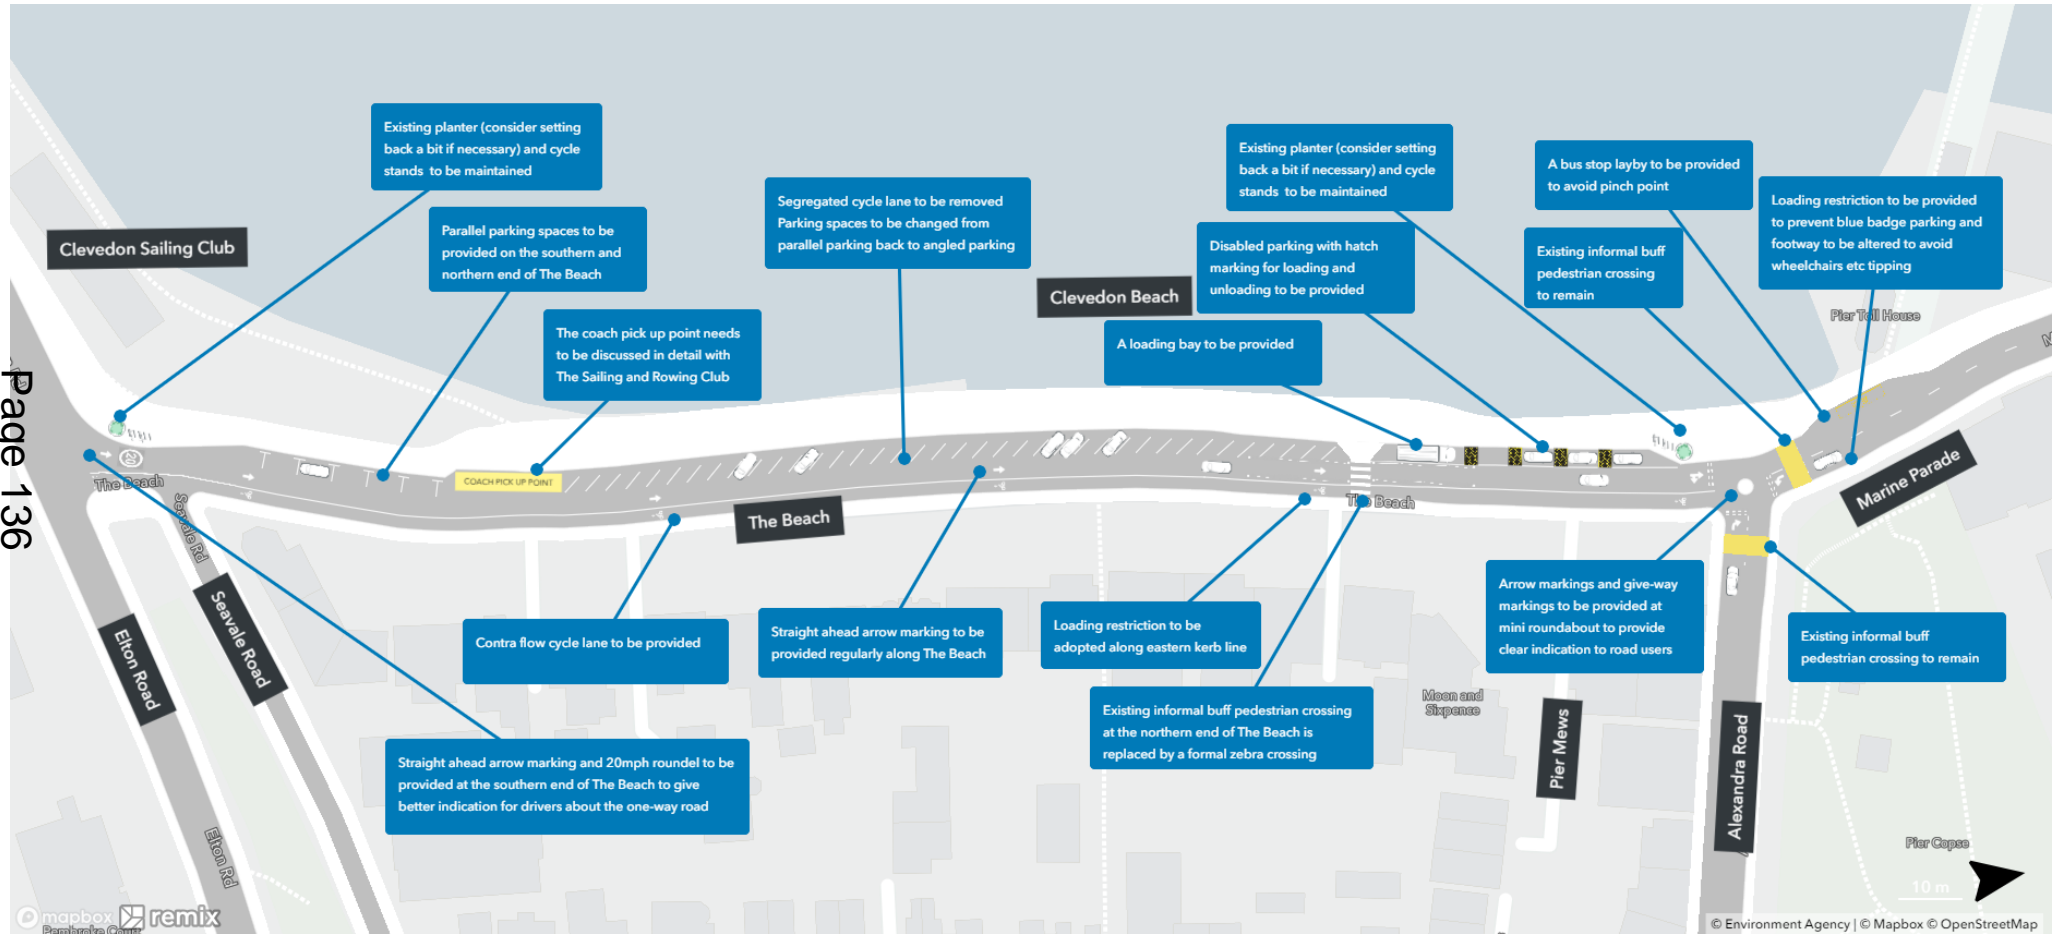 Existing planter (consider setting
back a bit if necessary) and cycle
stands to be maintained
Existing planter (consider setting
back a bit if necessary) and cycle
stands to be maintained
A bus stop layby to be provided
to avoid pinch point
Loading restriction to be provided
to prevent blue badge parking and
footway to be altered to avoid
wheelchairs etc tipping
Clevedon Sailing Club
Parallel parking spaces to be
provided on the southern and
northern end of The Beach
Segregated cycle lane to be removed
Parking spaces to be changed from
parallel parking back to angled parking
Disabled parking with hatch
marking for loading and
unloading to be provided
Existing informal buff
pedestrian crossing
to remain
Clevedon Beach
The coach pick up point needs
to be discussed in detail with
The Sailing and Rowing Club
A loading bay to be provided
Pier Toll House
Page 136
20
The Beach
COACH PICK UP POINT
The Beach
The Beach
Marine Parade
Seavale Rd
Elton Road
Seavale Road
Contra flow cycle lane to be provided
Straight ahead arrow marking to be
provided regularly along The Beach
Loading restriction to be
adopted along eastern kerb line
Arrow markings and give-way
markings to be provided at
mini roundabout to provide
clear indication to road users
Existing informal buff
pedestrian crossing to remain
Existing informal buff pedestrian crossing
at the northern end of The Beach is
replaced by a formal zebra crossing
Moon and
Sixpence
Pier Mews
Alexandra Road
Straight ahead arrow marking and 20mph roundel to be
provided at the southern end of The Beach to give
better indication for drivers about the one-way road
Elton Rd
Pier Copse
10 m
mapbox remix
Pembroke Court
© Environment Agency | © Mapbox © OpenStreetMap